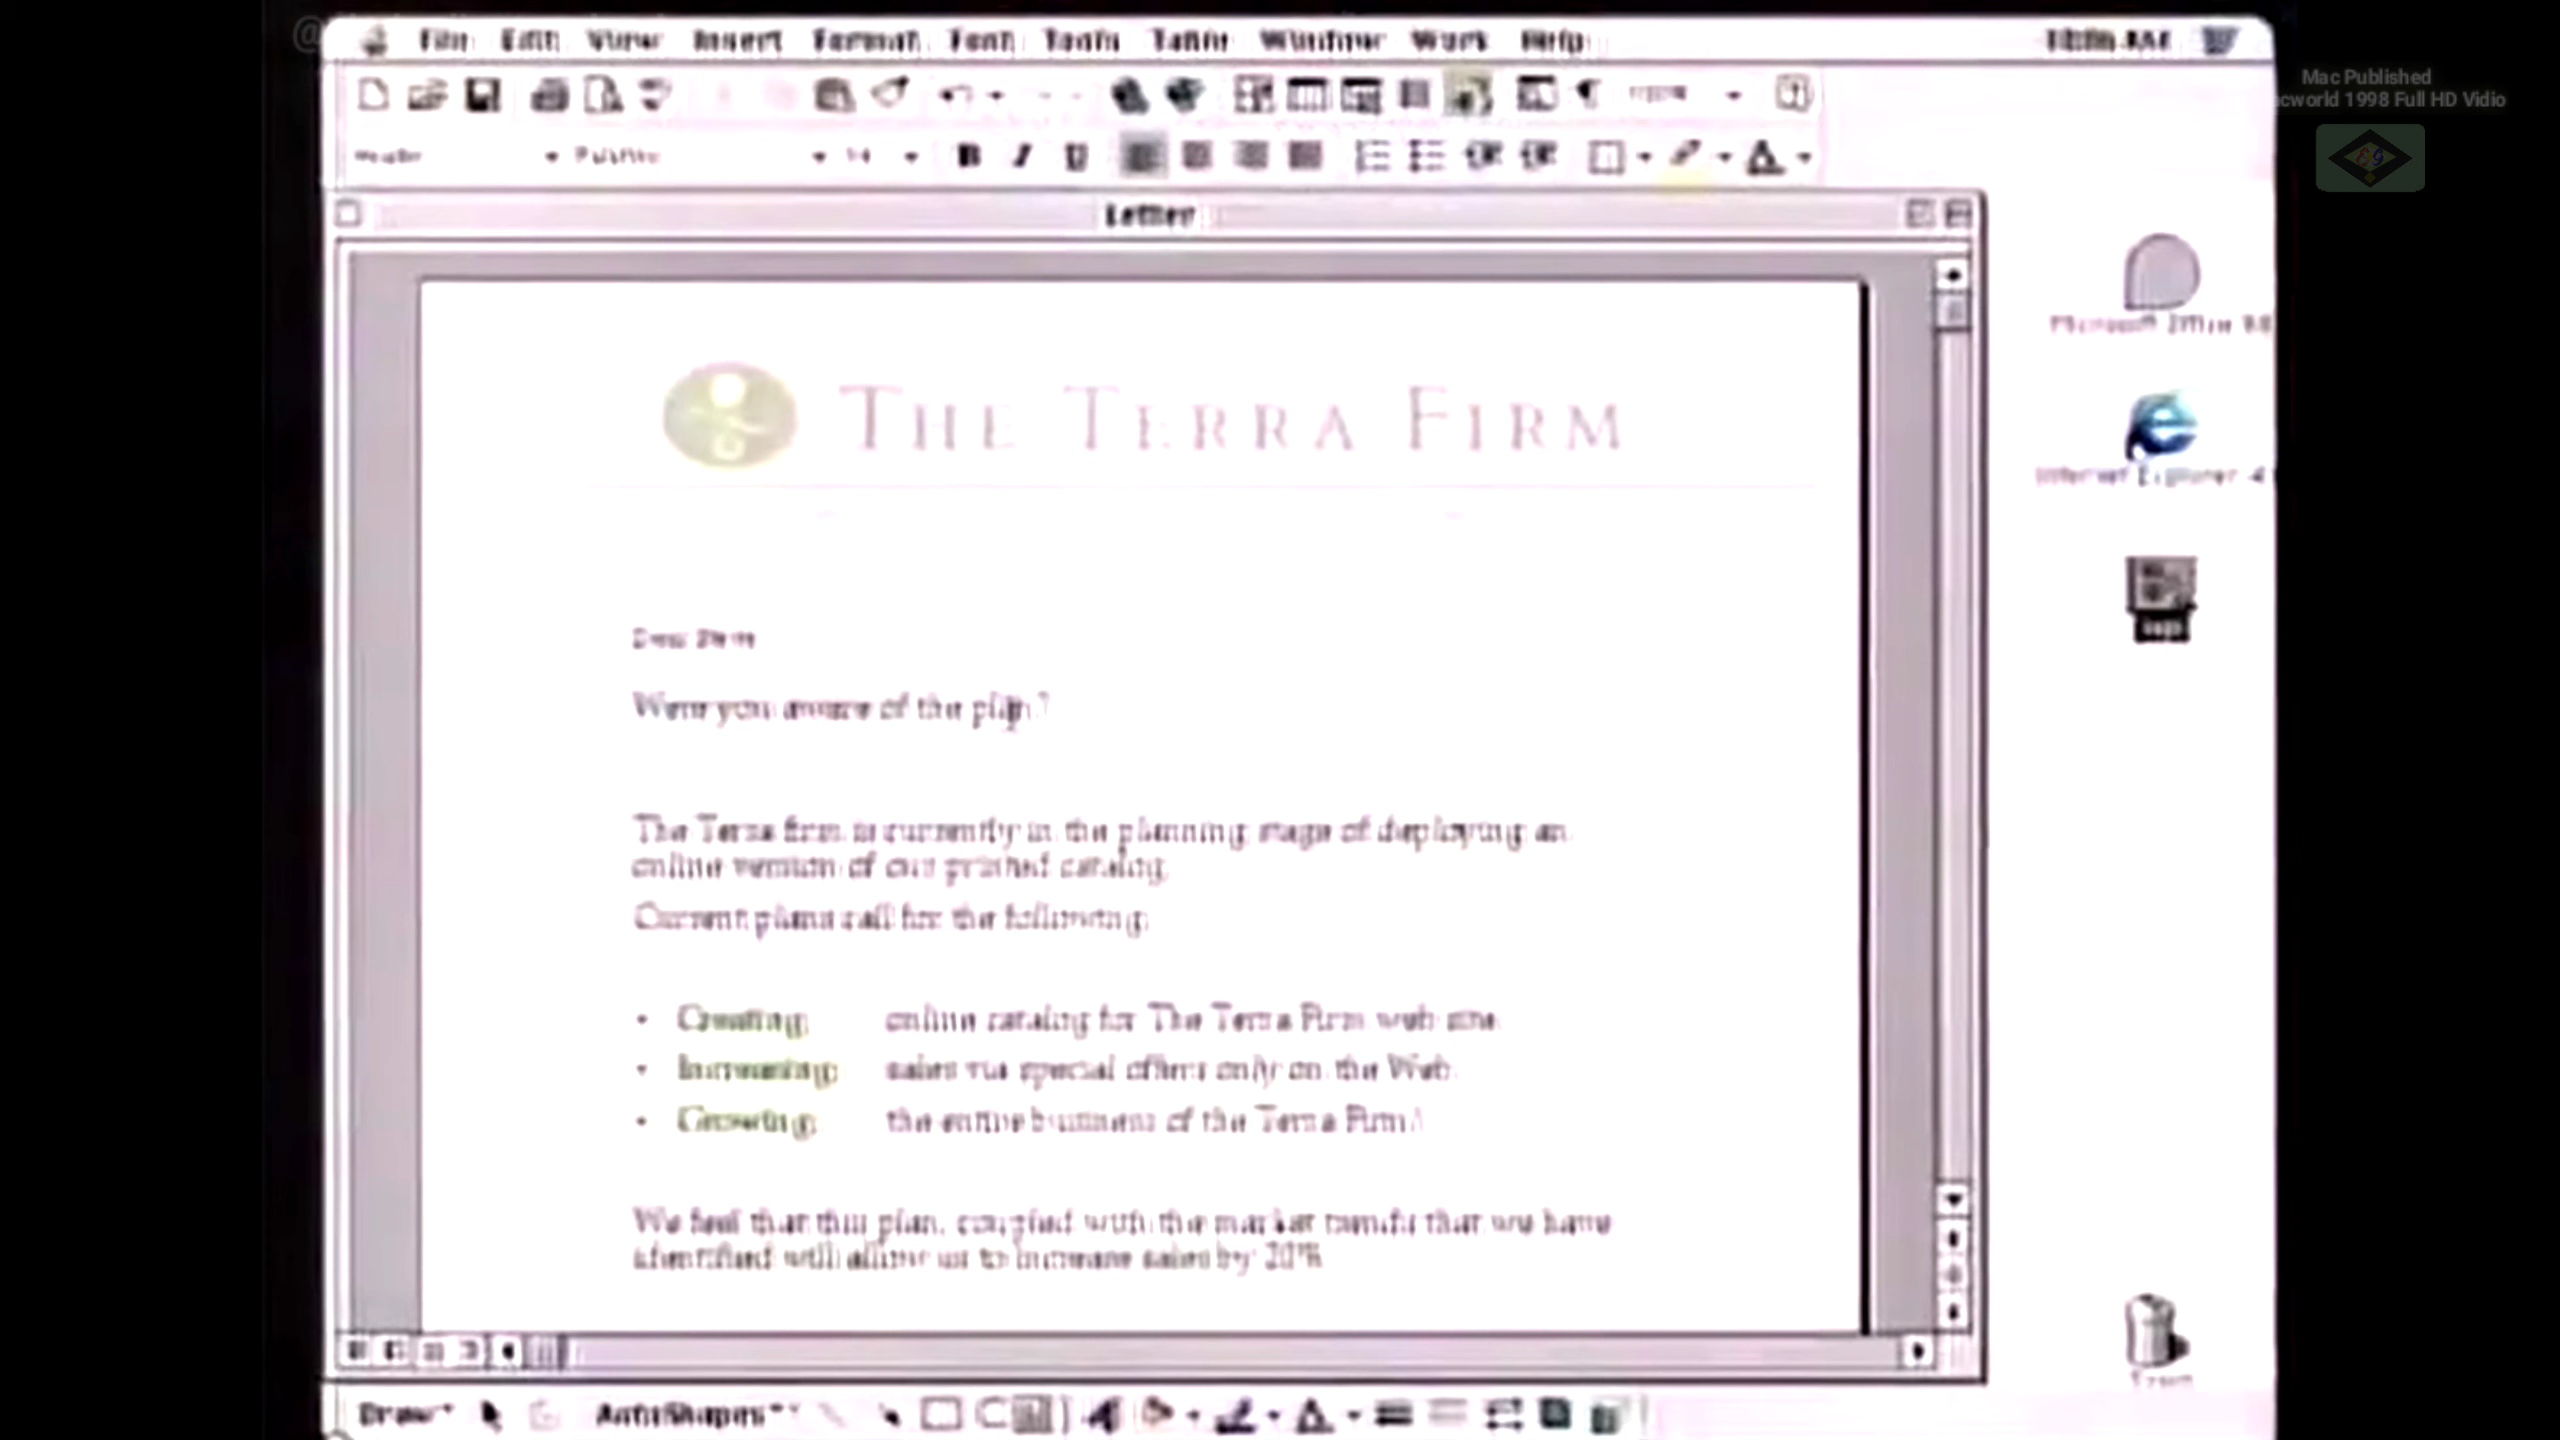 File Edit View Insert Format Font Tools Table Window Work Help
Mac Published
cworld 1998 Full HD Vidio
Header Palatino 14 B I U
Letter
Microsoft Office 98
THE TERRA FIRM
Internet Explorer 4
Dear
Were you aware of the plan?
The Terra firm is currently in the planning stage of deploying an
online version of our printed catalog
Current plans call for the following
• Creating online catalog for The Terra Firm web site
• Increasing sales via special offers only on the Web
• Growing the entire business of the Terra Firm!
We feel that this plan, coupled with the market trends that we have
identified will allow us to increase sales by 20%
Trash
Draw AutoShapes